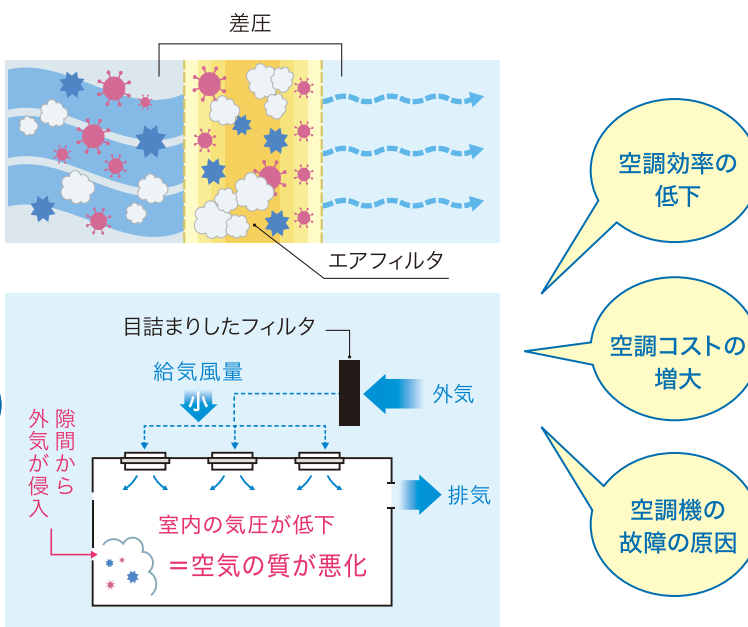 差圧
エアフィルタ
目詰まりしたフィルタ
給気風量
小
外気
隙間から
外気が侵入
排気
室内の気圧が低下
＝空気の質が悪化
空調効率の
低下
空調コストの
増大
空調機の
故障の原因